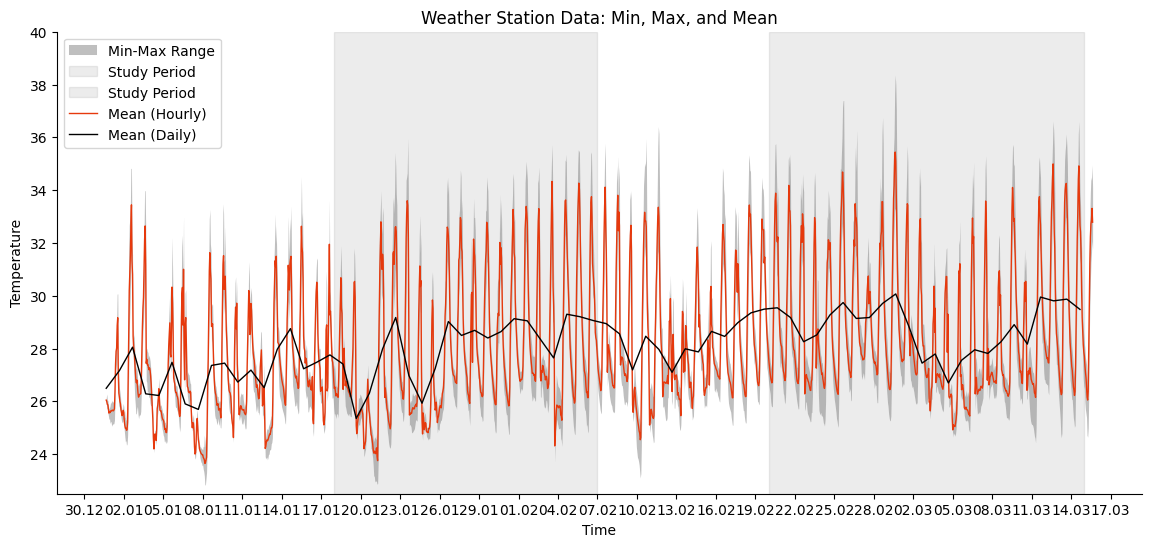 Weather Station Data: Min, Max, and Mean
40
38
36
34
32
30
28
26
24
Temperature
Min-Max Range
Study Period
Study Period
Mean (Hourly)
Mean (Daily)
30.12 02.01 05.01 08.01 11.01 14.01 17.01 20.01 23.01 26.01 29.01 01.02 04.02 07.02 10.02 13.02 16.02 19.02 22.02 25.02 28.02 02.03 05.03 08.03 11.03 14.03 17.03
Time